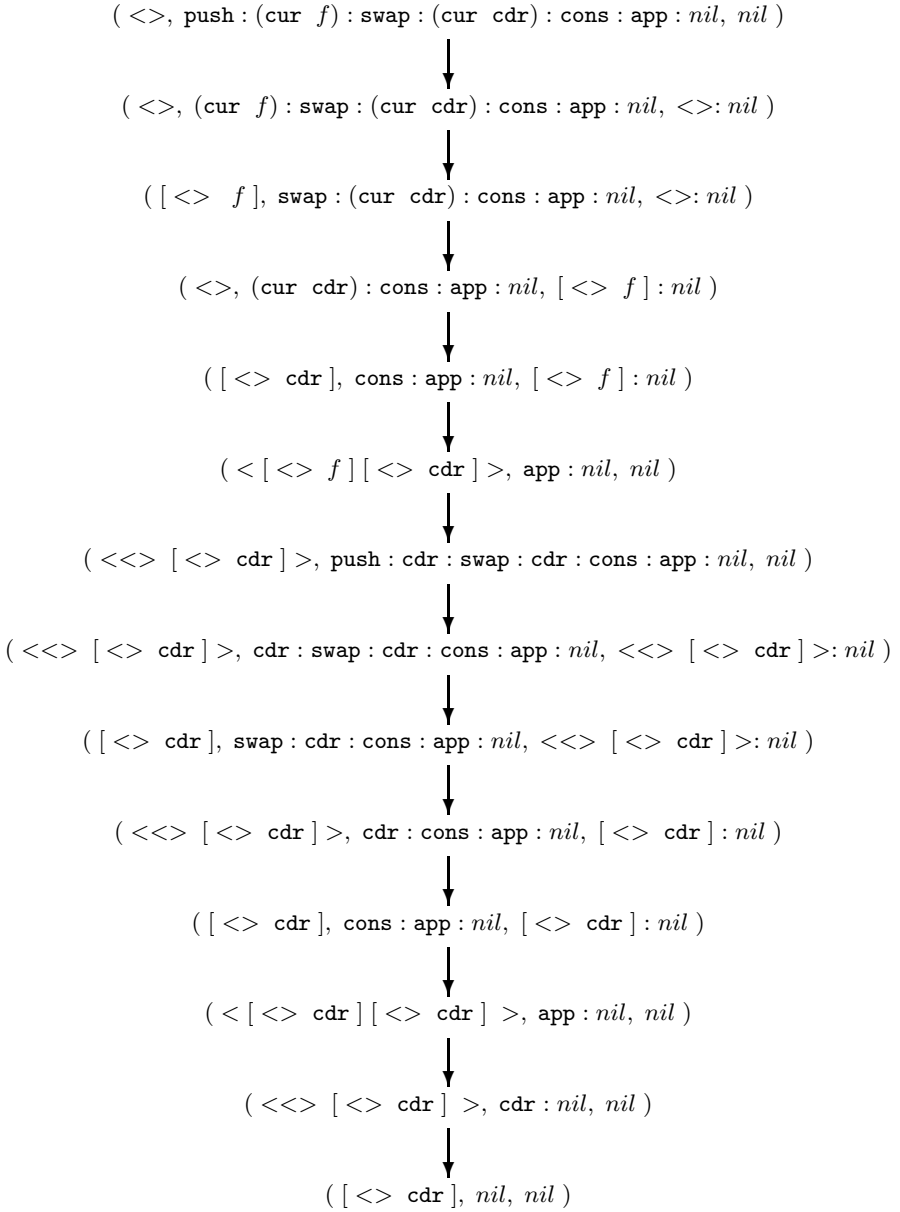 ( <>, push : (cur f) : swap : (cur cdr) : cons : app : nil, nil )
( <>, (cur f) : swap : (cur cdr) : cons : app : nil, <>: nil )
( [ <> f ], swap : (cur cdr) : cons : app : nil, <>: nil )
( <>, (cur cdr) : cons : app : nil, [ <> f ] : nil )
( [ <> cdr ], cons : app : nil, [ <> f ] : nil )
( < [ <> f ] [ <> cdr ] >, app : nil, nil )
( <<> [ <> cdr ] >, push : cdr : swap : cdr : cons : app : nil, nil )
( <<> [ <> cdr ] >, cdr : swap : cdr : cons : app : nil, <<> [ <> cdr ] >: nil )
( [ <> cdr ], swap : cdr : cons : app : nil, <<> [ <> cdr ] >: nil )
( <<> [ <> cdr ] >, cdr : cons : app : nil, [ <> cdr ] : nil )
( [ <> cdr ], cons : app : nil, [ <> cdr ] : nil )
( < [ <> cdr ] [ <> cdr ] >, app : nil, nil )
( <<> [ <> cdr ] >, cdr : nil, nil )
( [ <> cdr ], nil, nil )